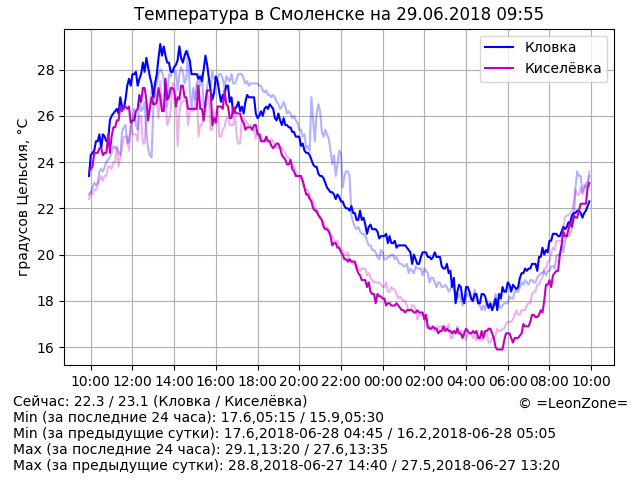 Температура в Смоленске на 29.06.2018 09:55
Кловка
Киселёвка
градусов Цельсия, °C
28
26
24
22
20
18
16
10:00 12:00 14:00 16:00 18:00 20:00 22:00 00:00 02:00 04:00 06:00 08:00 10:00
Сейчас: 22.3 / 23.1 (Кловка / Киселёвка)
© =LeonZone=
Min (за последние 24 часа): 17.6,05:15 / 15.9,05:30
Min (за предыдущие сутки): 17.6,2018-06-28 04:45 / 16.2,2018-06-28 05:05
Max (за последние 24 часа): 29.1,13:20 / 27.6,13:35
Max (за предыдущие сутки): 28.8,2018-06-27 14:40 / 27.5,2018-06-27 13:20